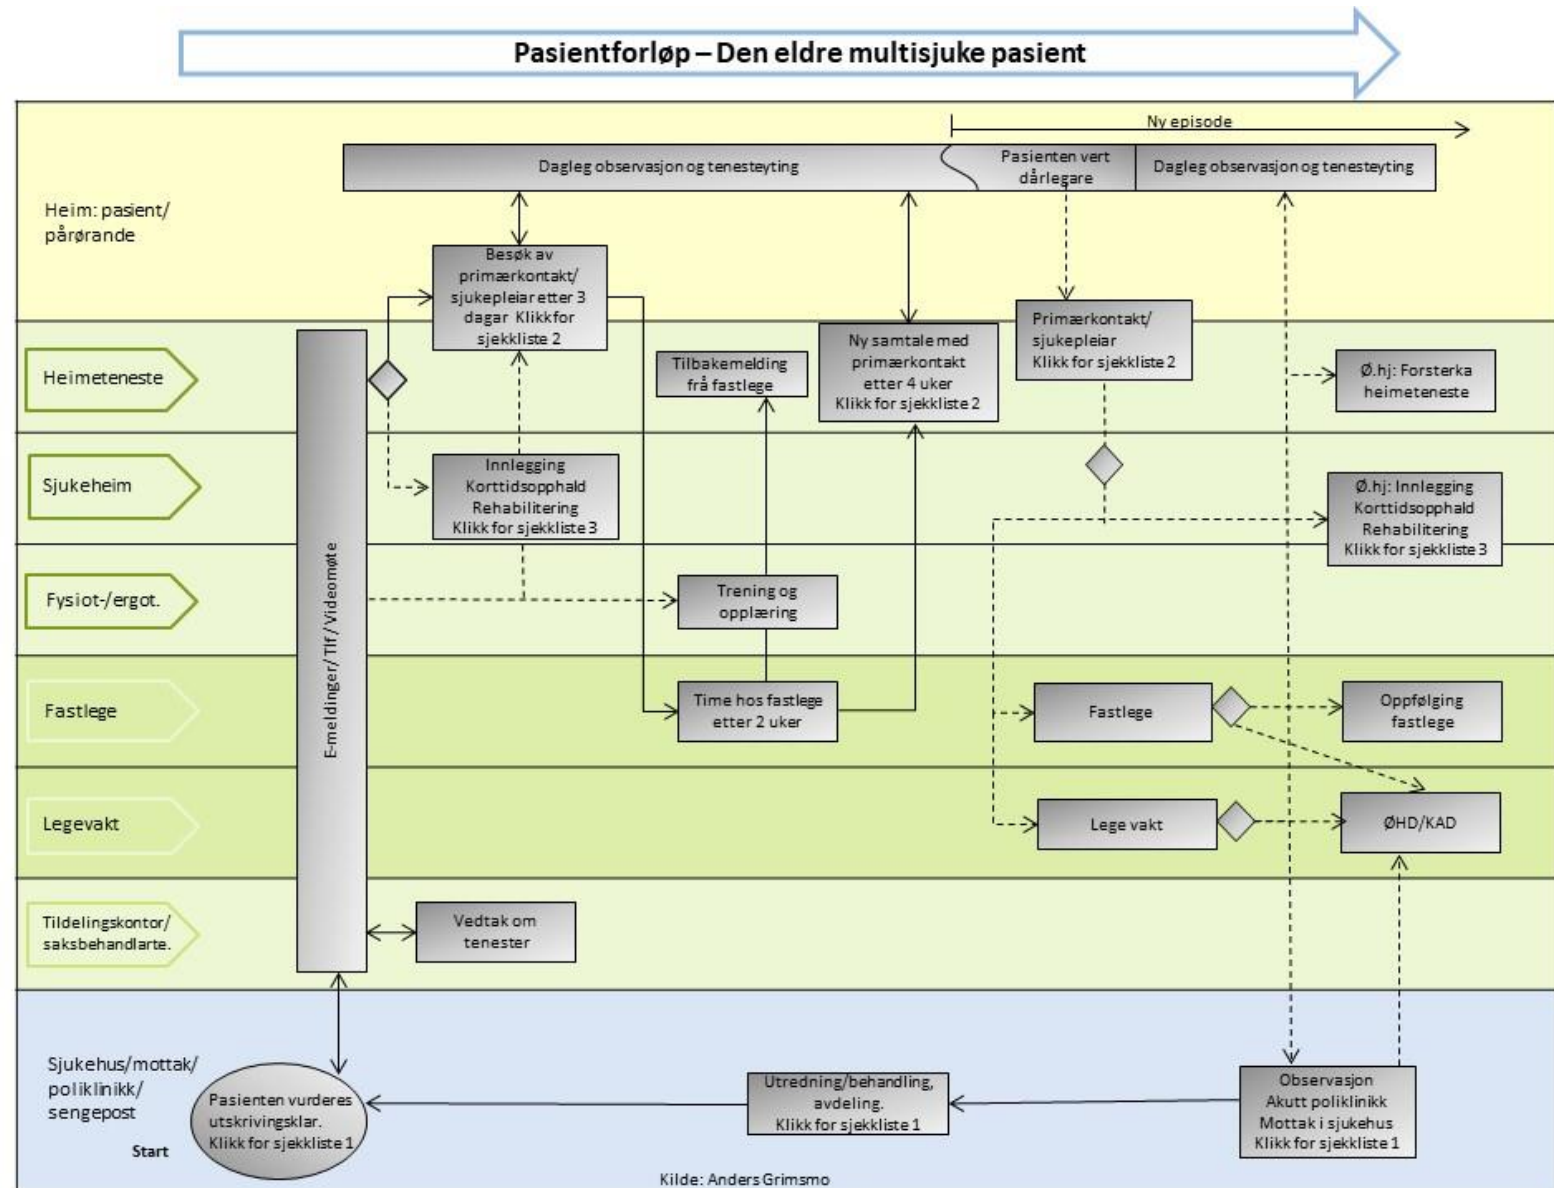 Pasientforløp – Den eldre multisjuke pasient
Ny episode
Dagleg observasjon og tenesteyting
Pasienten vert
dårlegare
Dagleg observasjon og tenesteyting
Heim: pasient/
pårørande
Besøk av
primærkontakt/
sjukepleiar etter 3
dagar Klikk for
sjekkliste 2
Primærkontakt/
sjukepleiar
Klikk for sjekkliste 2
Heimeteneste
Tilbakemelding
frå fastlege
Ny samtale med
primærkontakt
etter 4 uker
Klikk for sjekkliste 2
Ø.hj: Forsterka
heimeteneste
Sjukeheim
Innlegging
Korttidsopphald
Rehabilitering
Klikk for sjekkliste 3
Ø.hj: Innlegging
Korttidsopphald
Rehabilitering
Klikk for sjekkliste 3
Fysiot-/ergot.
E-meldinger/ Tlf / Videomøte
Trening og
opplæring
Fastlege
Time hos fastlege
etter 2 uker
Fastlege
Oppfølging
fastlege
Legevakt
Lege vakt
ØHD/KAD
Tildelingskontor/
saksbehandlarte.
Vedtak om
tenester
Sjukehus/mottak/
poliklinikk/
sengepost
Start
Pasienten vurderes
utskrivingsklar.
Klikk for sjekkliste 1
Utredning/behandling,
avdeling.
Klikk for sjekkliste 1
Observasjon
Akutt poliklinikk
Mottak i sjukehus
Klikk for sjekkliste 1
Kilde: Anders Grimsmo